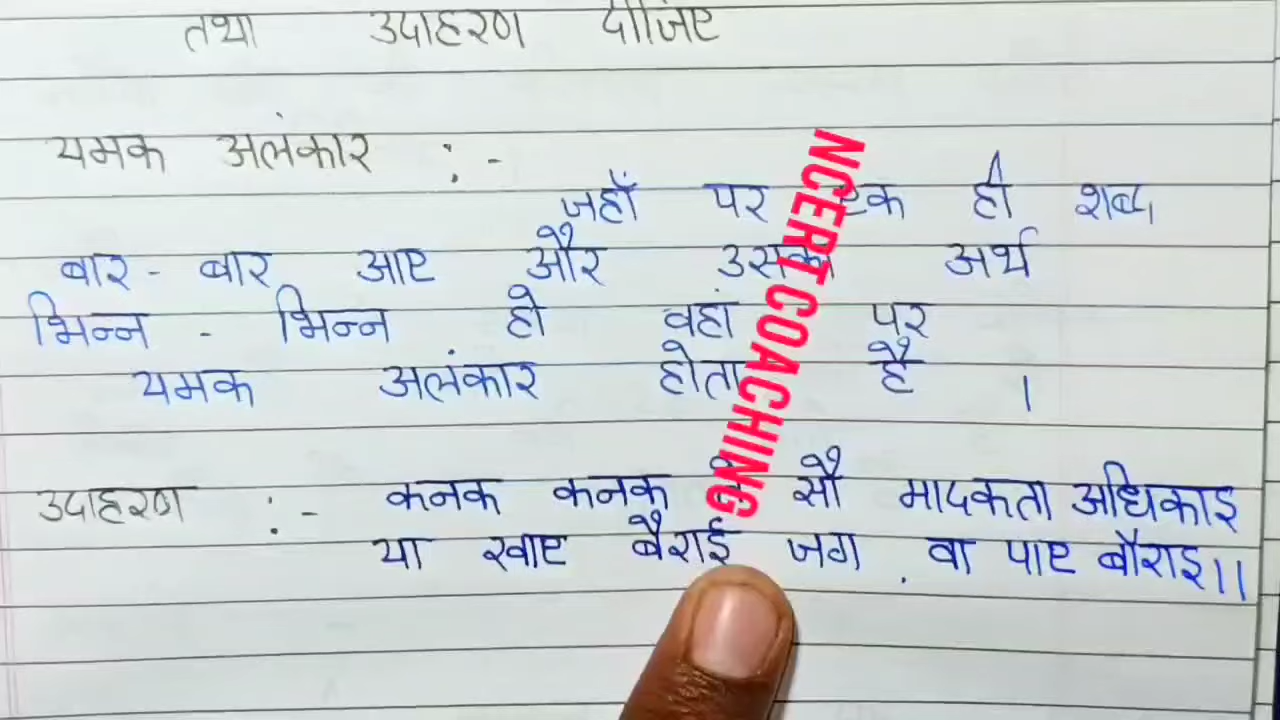 तथा उदाहरण दीजिए
यमक अलंकार :-
जहाँ पर एक ही शब्द
बार - बार आए और उसका अर्थ
भिन्न - भिन्न हो वहां पर
यमक अलंकार होता है ।
उदाहरण :- कनक कनक ते सौ मादकता अधिकाइ
या खाए बैराई जग . वा पाए बौराइ।।
NCERT COACHING